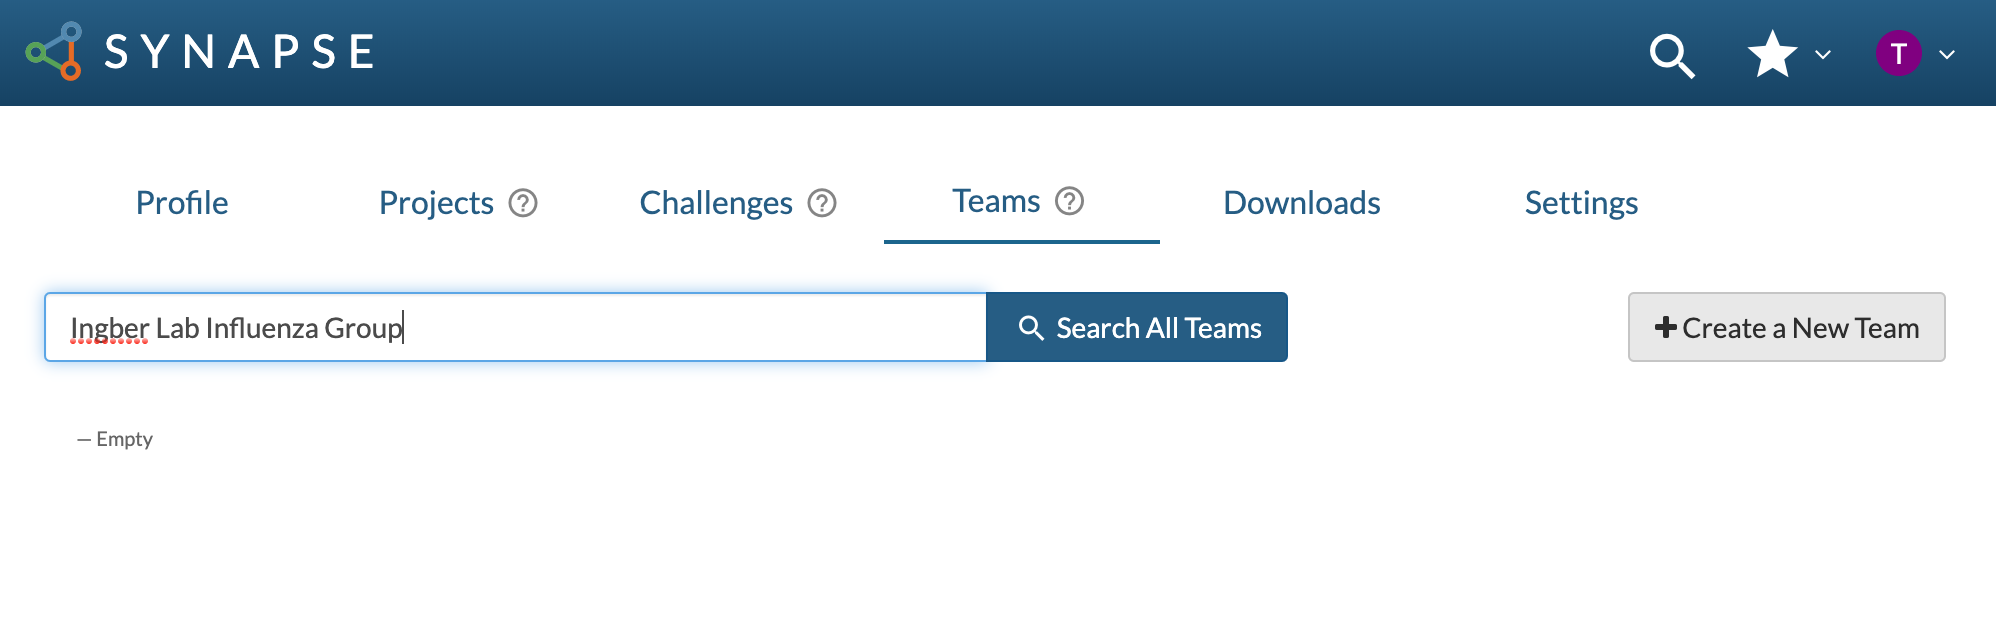 SYNAPSE
T
Profile
Projects ?
Challenges ?
Teams ?
Downloads
Settings
Ingber Lab Influenza Group
Search All Teams
+ Create a New Team
— Empty